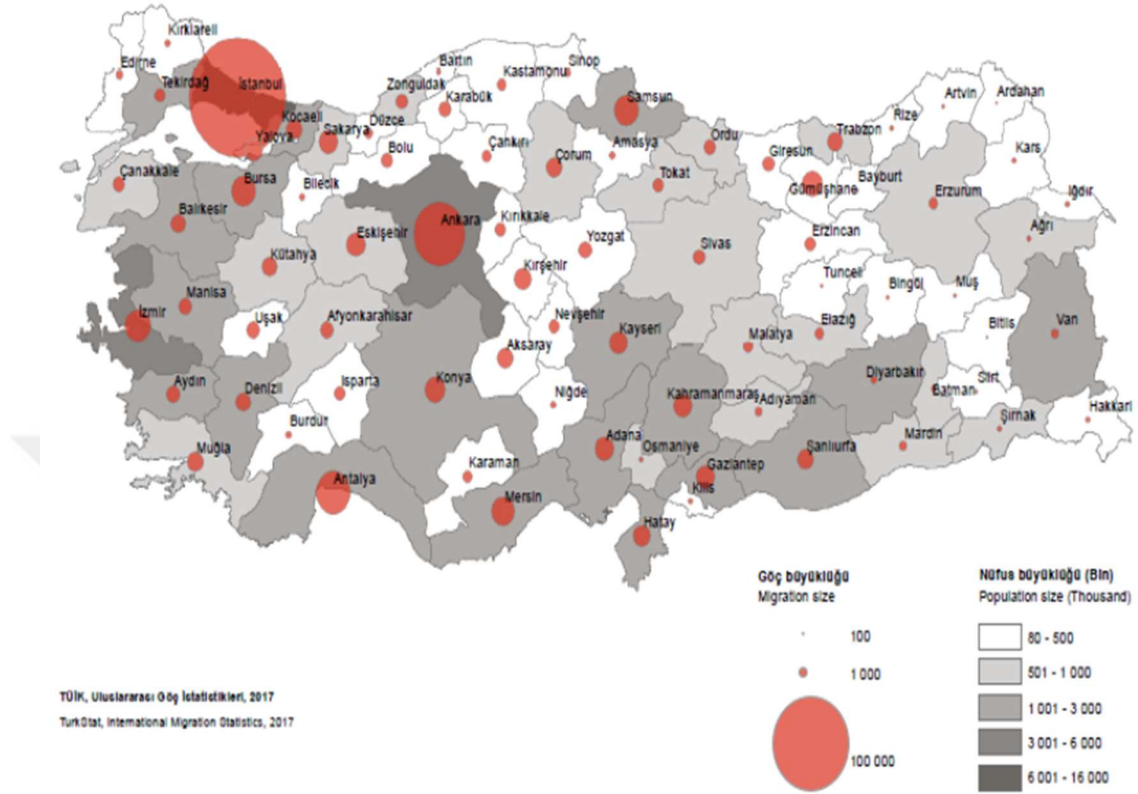 Kırklareli
Edirne
Tekirdağ
İstanbul
Kocaeli
Yalova
Sakarya
Düzce
Zonguldak
Bartın
Karabük
Kastamonu
Sinop
Samsun
Bolu
Çankırı
Çorum
Amasya
Ordu
Tokat
Giresun
Trabzon
Rize
Artvin
Ardahan
Kars
Gümüşhane
Bayburt
Erzurum
Iğdır
Ağrı
Çanakkale
Bursa
Bilecik
Balıkesir
Eskişehir
Ankara
Kırıkkale
Yozgat
Sivas
Erzincan
Kütahya
Kırşehir
Tunceli
Bingöl
Muş
Bitlis
Van
Manisa
İzmir
Uşak
Afyonkarahisar
Nevşehir
Aksaray
Kayseri
Malatya
Elazığ
Aydın
Denizli
Isparta
Konya
Niğde
Kahramanmaraş
Adıyaman
Diyarbakır
Batman
Siirt
Hakkari
Şırnak
Mardin
Burdur
Muğla
Antalya
Karaman
Mersin
Adana
Osmaniye
Gaziantep
Kilis
Şanlıurfa
Hatay
Göç büyüklüğü
Migration size
100
1 000
100 000
Nüfus büyüklüğü (Bin)
Population size (Thousand)
80 - 500
501 - 1 000
1 001 - 3 000
3 001 - 6 000
6 001 - 16 000
TÜİK, Uluslararası Göç İstatistikleri, 2017
TurkStat, International Migration Statistics, 2017